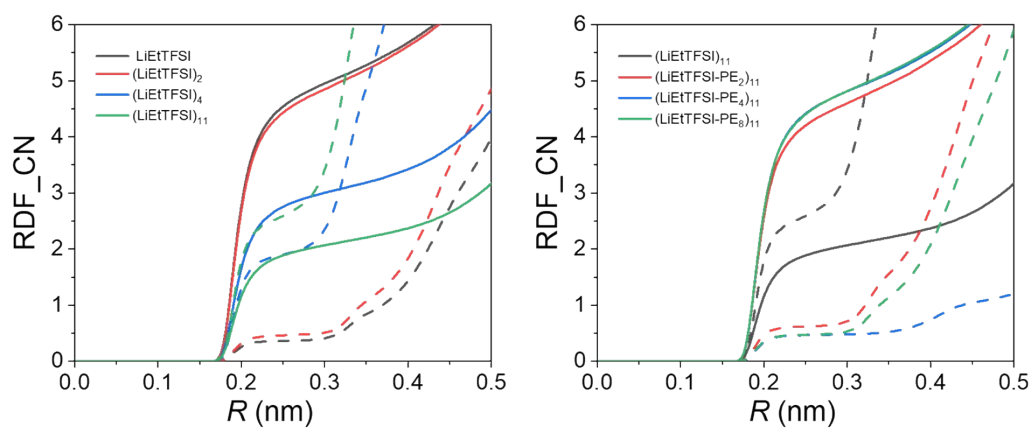 RDF_CN
6
5
4
3
2
1
0
LiEtTFSI
(LiEtTFSI)₂
(LiEtTFSI)₄
(LiEtTFSI)₁₁
0.0 0.1 0.2 0.3 0.4 0.5
R (nm)
RDF_CN
6
5
4
3
2
1
0
(LiEtTFSI)₁₁
(LiEtTFSI-PE₂)₁₁
(LiEtTFSI-PE₄)₁₁
(LiEtTFSI-PE₈)₁₁
0.0 0.1 0.2 0.3 0.4 0.5
R (nm)